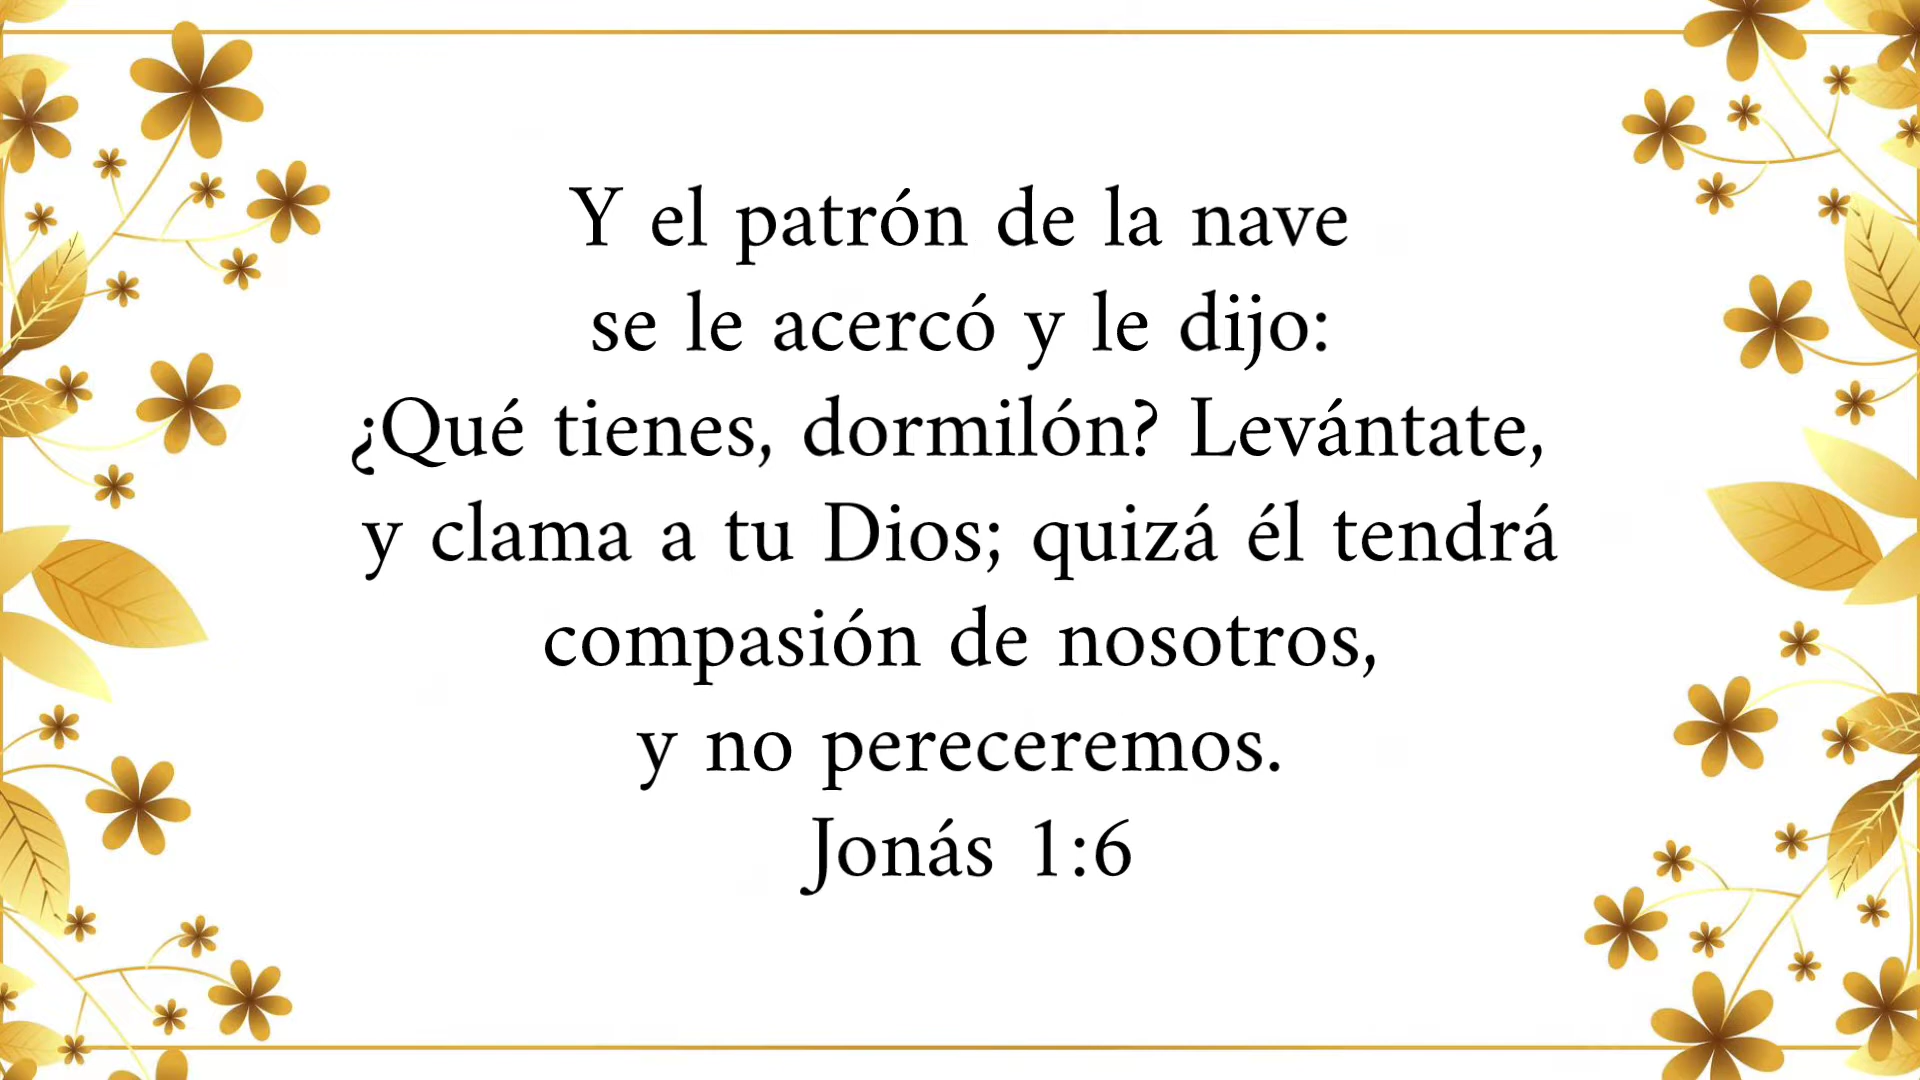 Y el patrón de la nave
se le acercó y le dijo:
¿Qué tienes, dormilón? Levántate,
y clama a tu Dios; quizá él tendrá
compasión de nosotros,
y no pereceremos.
Jonás 1:6